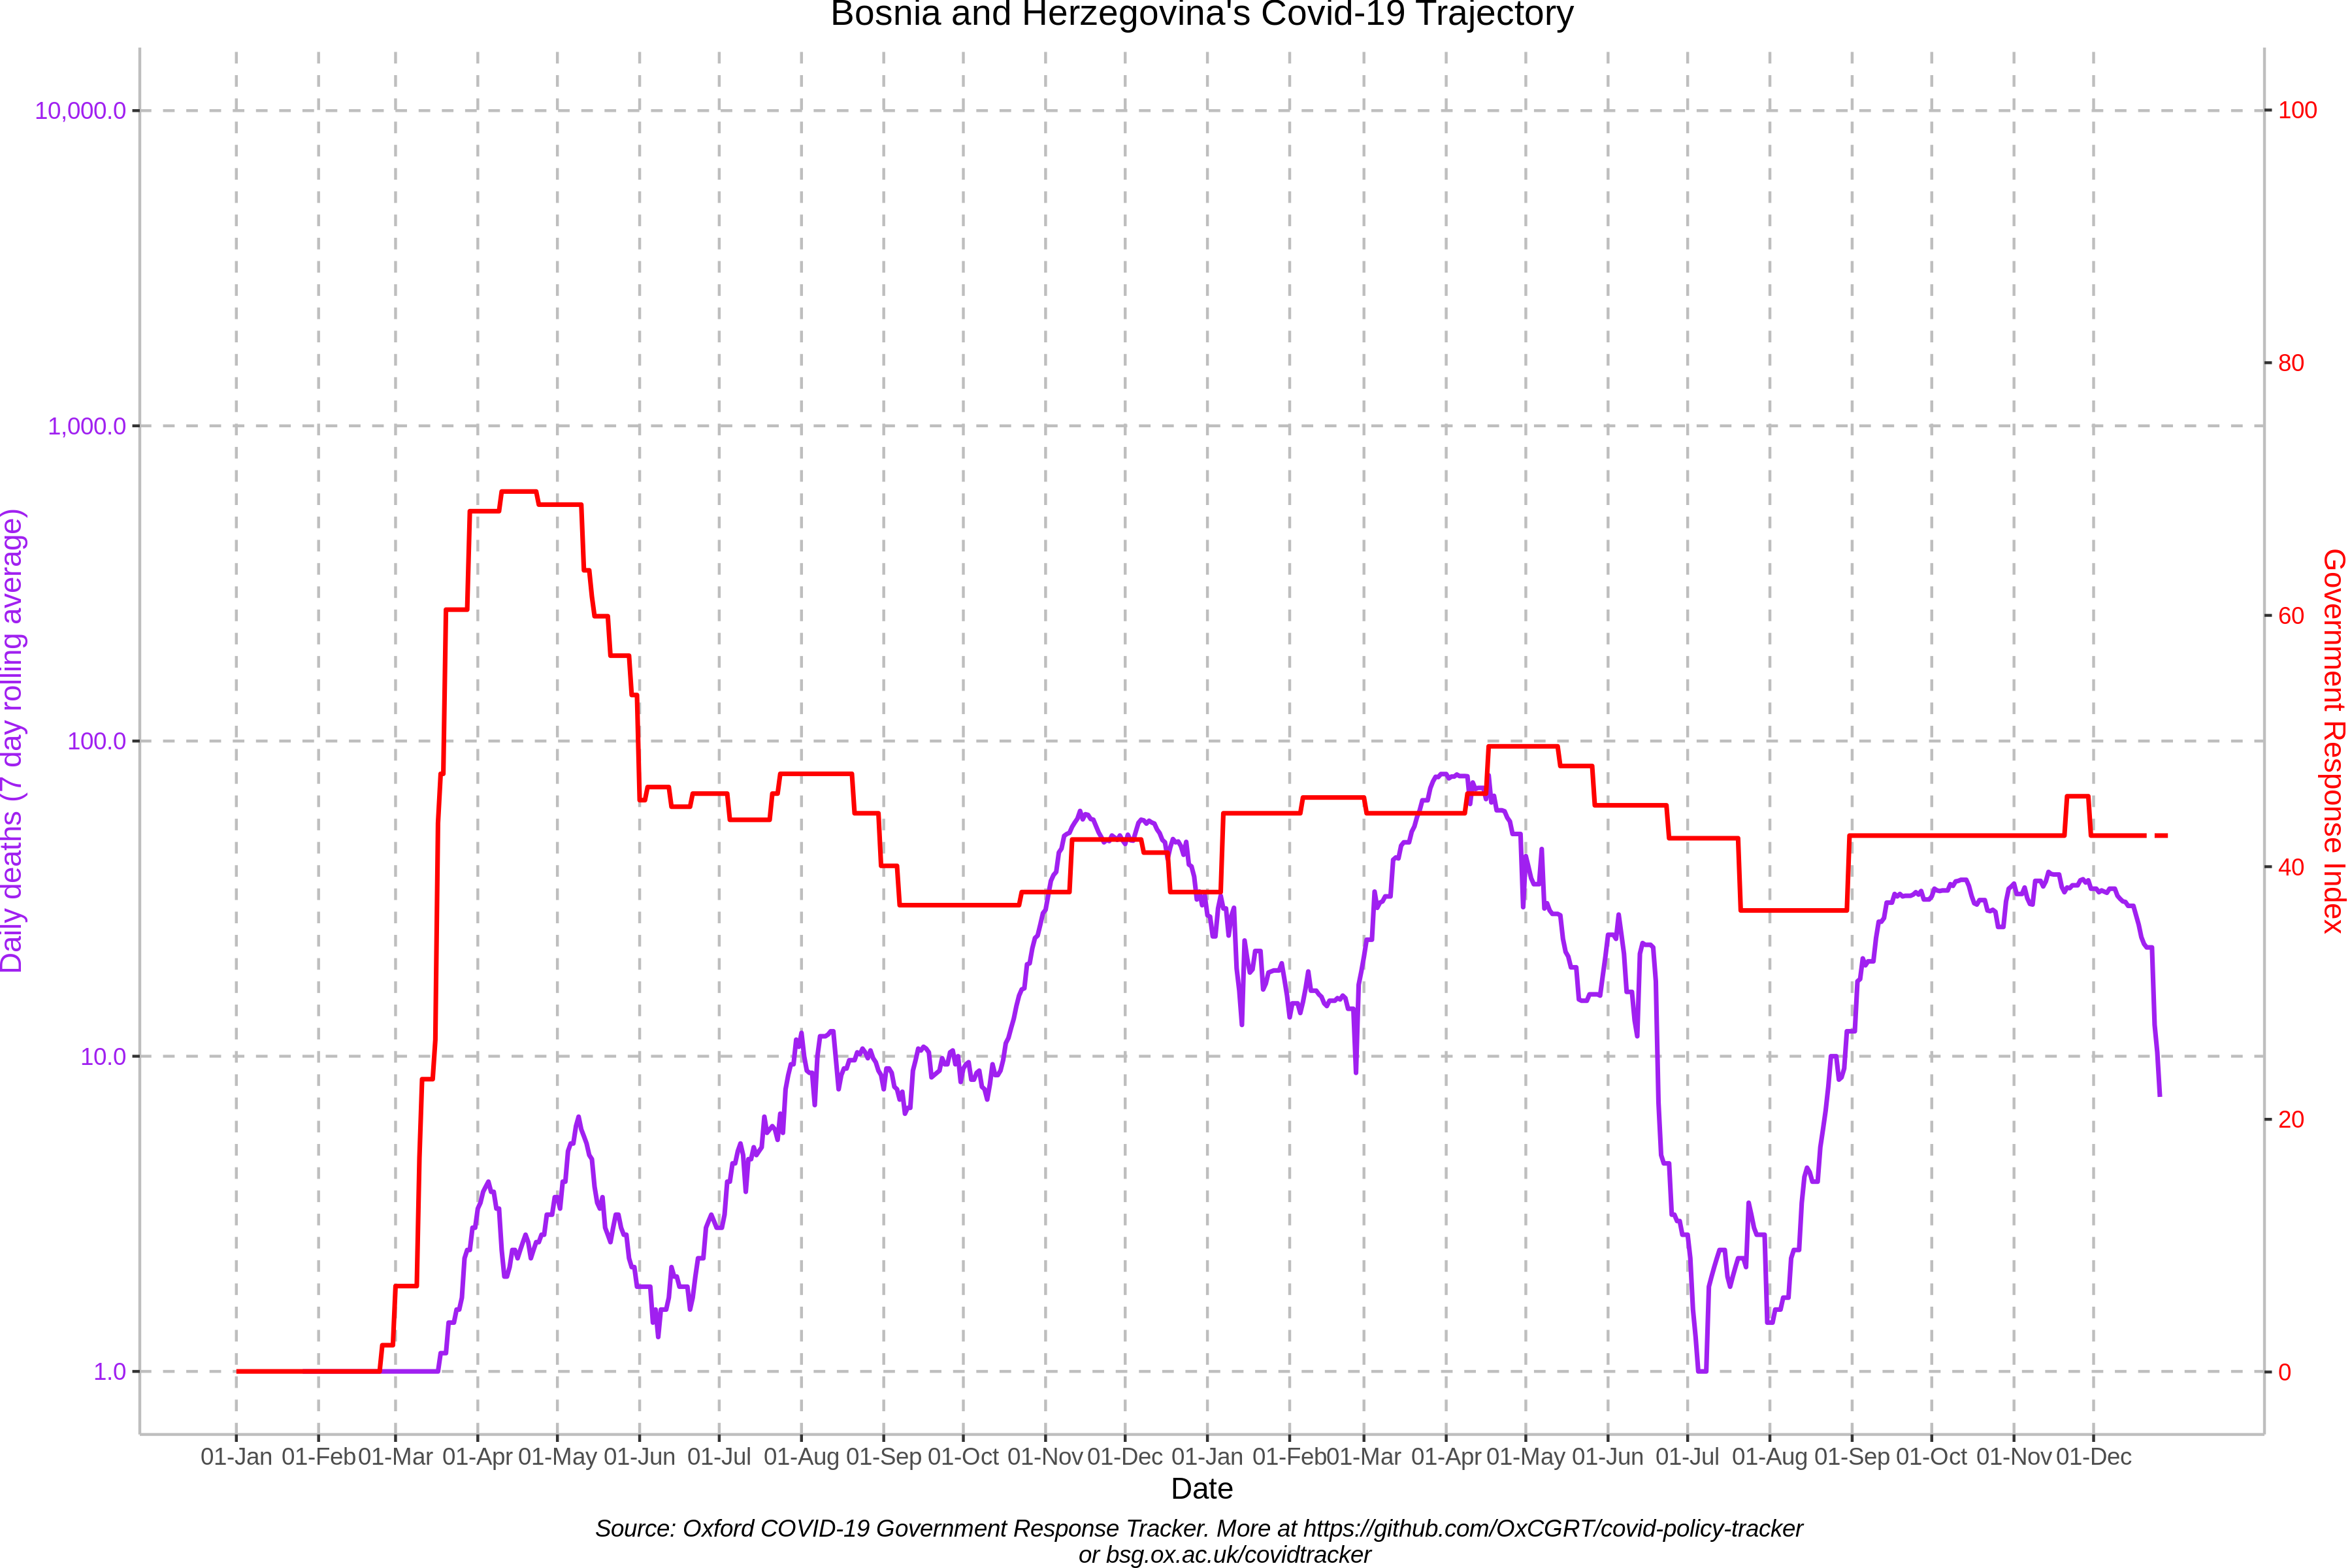 Bosnia and Herzegovina's Covid-19 Trajectory
10,000.0
1,000.0
100.0
10.0
1.0
Daily deaths (7 day rolling average)
100
80
60
40
20
0
Government Response Index
01-Jan 01-Feb 01-Mar 01-Apr 01-May 01-Jun 01-Jul 01-Aug 01-Sep 01-Oct 01-Nov 01-Dec 01-Jan 01-Feb 01-Mar 01-Apr 01-May 01-Jun 01-Jul 01-Aug 01-Sep 01-Oct 01-Nov 01-Dec
Date
Source: Oxford COVID-19 Government Response Tracker. More at https://github.com/OxCGRT/covid-policy-tracker
or bsg.ox.ac.uk/covidtracker